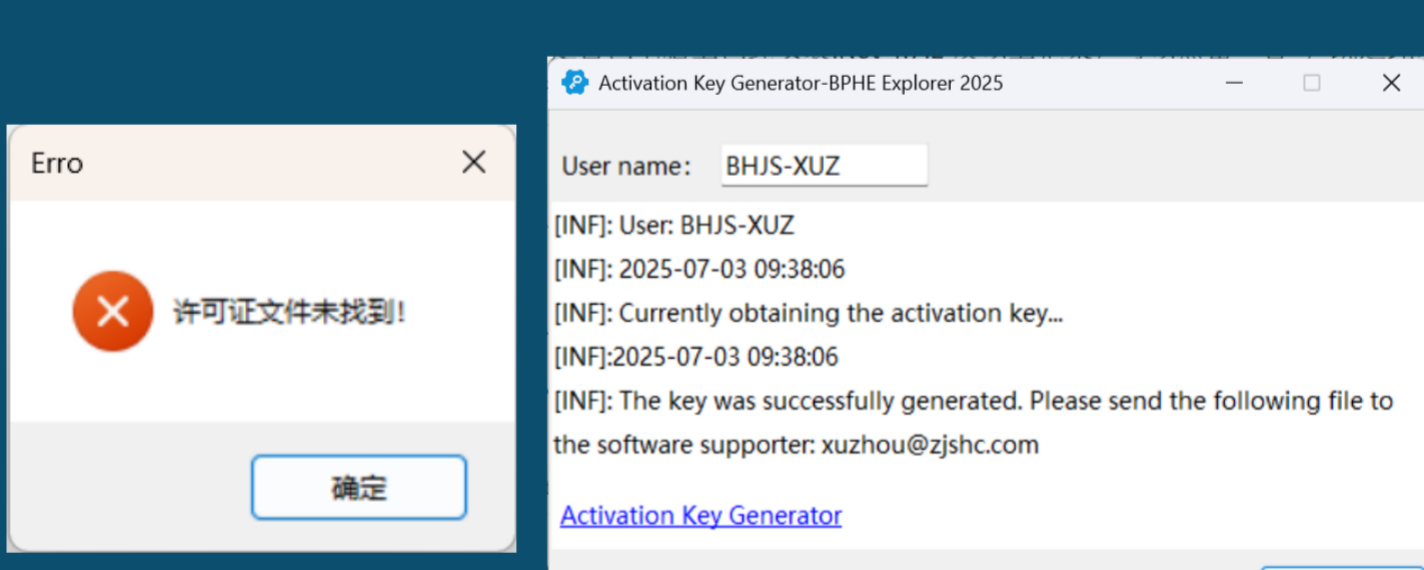 Erro
许可证文件未找到!
确定
Activation Key Generator-BPHE Explorer 2025
User name: BHJS-XUZ
[INF]: User: BHJS-XUZ
[INF]: 2025-07-03 09:38:06
[INF]: Currently obtaining the activation key...
[INF]:2025-07-03 09:38:06
[INF]: The key was successfully generated. Please send the following file to
the software supporter: xuzhou@zjshc.com
Activation Key Generator